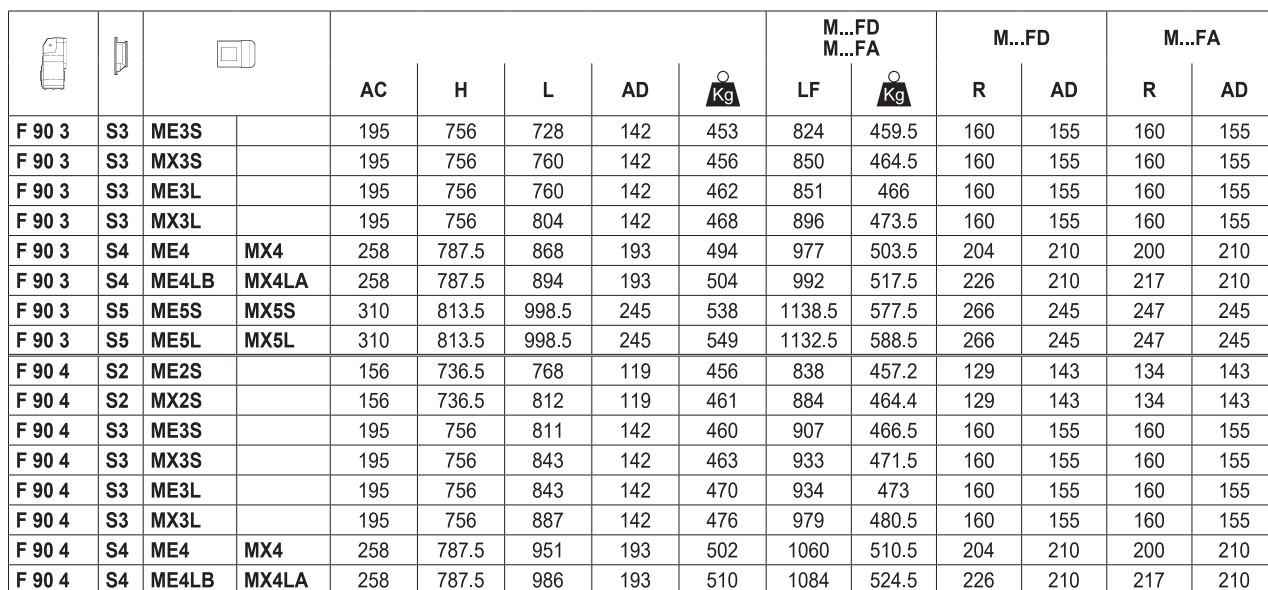 M...FD M...FD M...FA
M...FA
AC H L AD Kg LF Kg R AD R AD
F 90 3 S3 ME3S 195 756 728 142 453 824 459.5 160 155 160 155
F 90 3 S3 MX3S 195 756 760 142 456 850 464.5 160 155 160 155
F 90 3 S3 ME3L 195 756 760 142 462 851 466 160 155 160 155
F 90 3 S3 MX3L 195 756 804 142 468 896 473.5 160 155 160 155
F 90 3 S4 ME4 MX4 258 787.5 868 193 494 977 503.5 204 210 200 210
F 90 3 S4 ME4LB MX4LA 258 787.5 894 193 504 992 517.5 226 210 217 210
F 90 3 S5 ME5S MX5S 310 813.5 998.5 245 538 1138.5 577.5 266 245 247 245
F 90 3 S5 ME5L MX5L 310 813.5 998.5 245 549 1132.5 588.5 266 245 247 245
F 90 4 S2 ME2S 156 736.5 768 119 456 838 457.2 129 143 134 143
F 90 4 S2 MX2S 156 736.5 812 119 461 884 464.4 129 143 134 143
F 90 4 S3 ME3S 195 756 811 142 460 907 466.5 160 155 160 155
F 90 4 S3 MX3S 195 756 843 142 463 933 471.5 160 155 160 155
F 90 4 S3 ME3L 195 756 843 142 470 934 473 160 155 160 155
F 90 4 S3 MX3L 195 756 887 142 476 979 480.5 160 155 160 155
F 90 4 S4 ME4 MX4 258 787.5 951 193 502 1060 510.5 204 210 200 210
F 90 4 S4 ME4LB MX4LA 258 787.5 986 193 510 1084 524.5 226 210 217 210